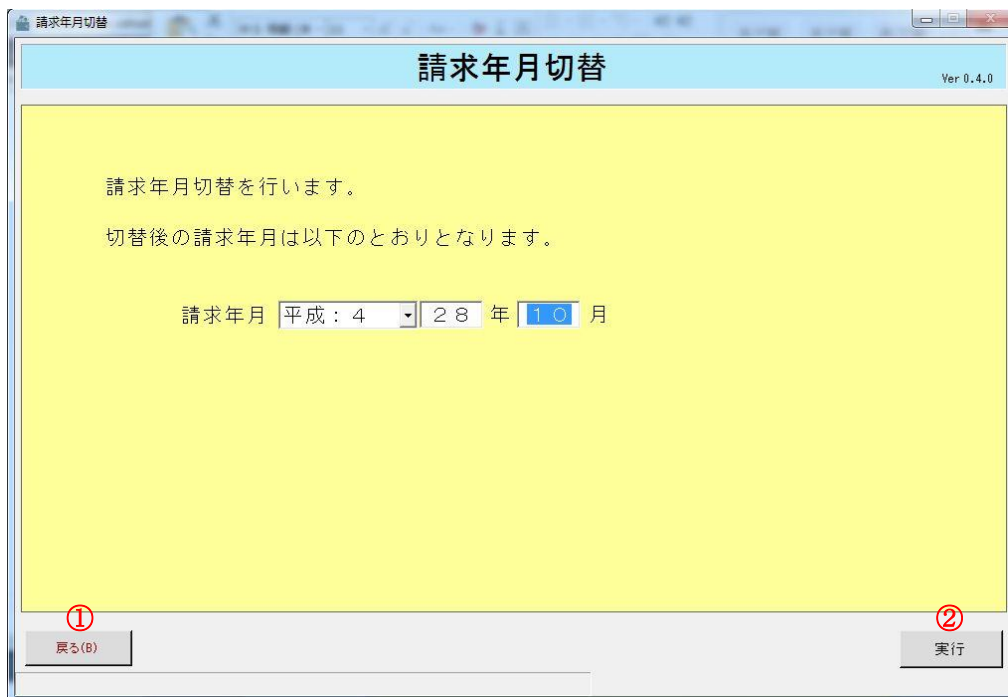 請求年月切替
請求年月切替
Ver 0.4.0
請求年月切替を行います。
切替後の請求年月は以下のとおりとなります。
請求年月 平成：４ ２８ 年 １０ 月
① ②
戻る(B) 実行